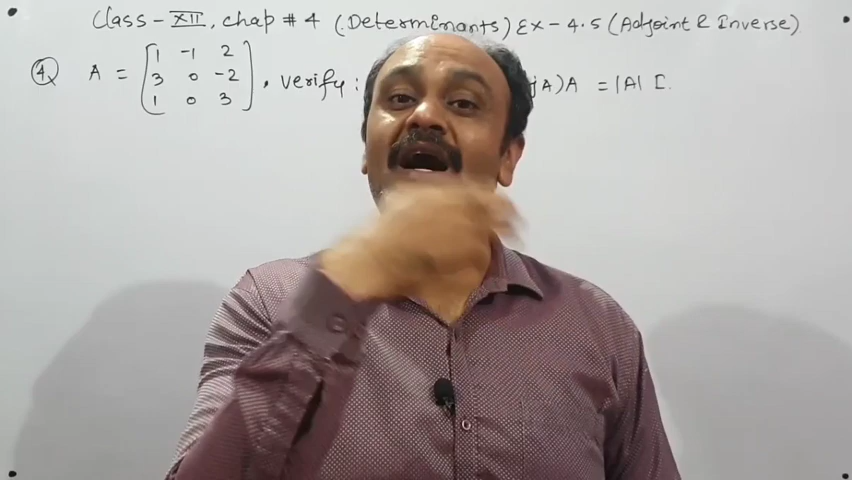 Class - XII, chap # 4 (Determinants) Ex - 4.5 (Adjoint & Inverse)
④ A = [1 -1 2
3 0 -2
1 0 3], verify : jA)A = |A| I.